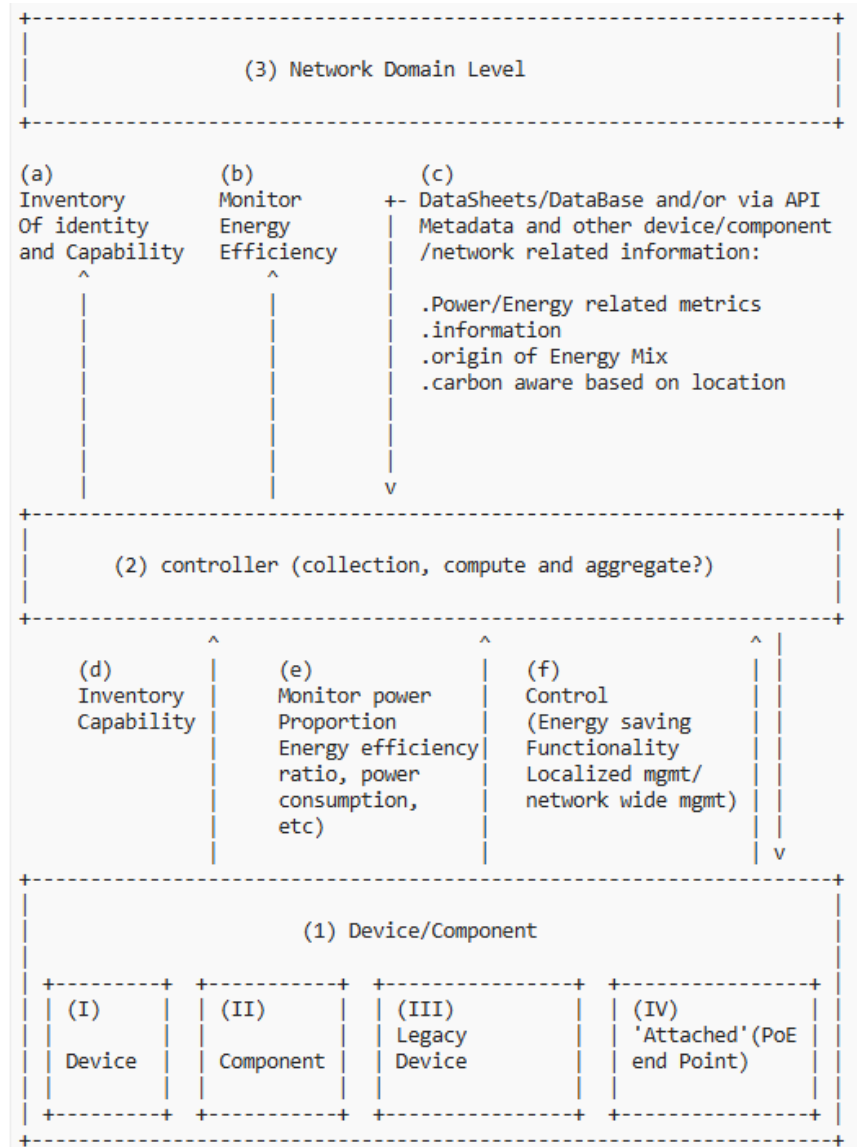 (3) Network Domain Level
(a) (b) (c)
Inventory Monitor +- DataSheets/DataBase and/or via API
Of identity Energy | Metadata and other device/component
and Capability Efficiency | /network related information:
.Power/Energy related metrics
.information
.origin of Energy Mix
.carbon aware based on location
(2) controller (collection, compute and aggregate?)
(d) (e) (f)
Inventory Monitor power Control
Capability Proportion (Energy saving
Energy efficiency Functionality
ratio, power Localized mgmt/
consumption, network wide mgmt)
etc)
(1) Device/Component
(I) (II) (III) (IV)
Legacy 'Attached'(PoE
Device Component Device end Point)